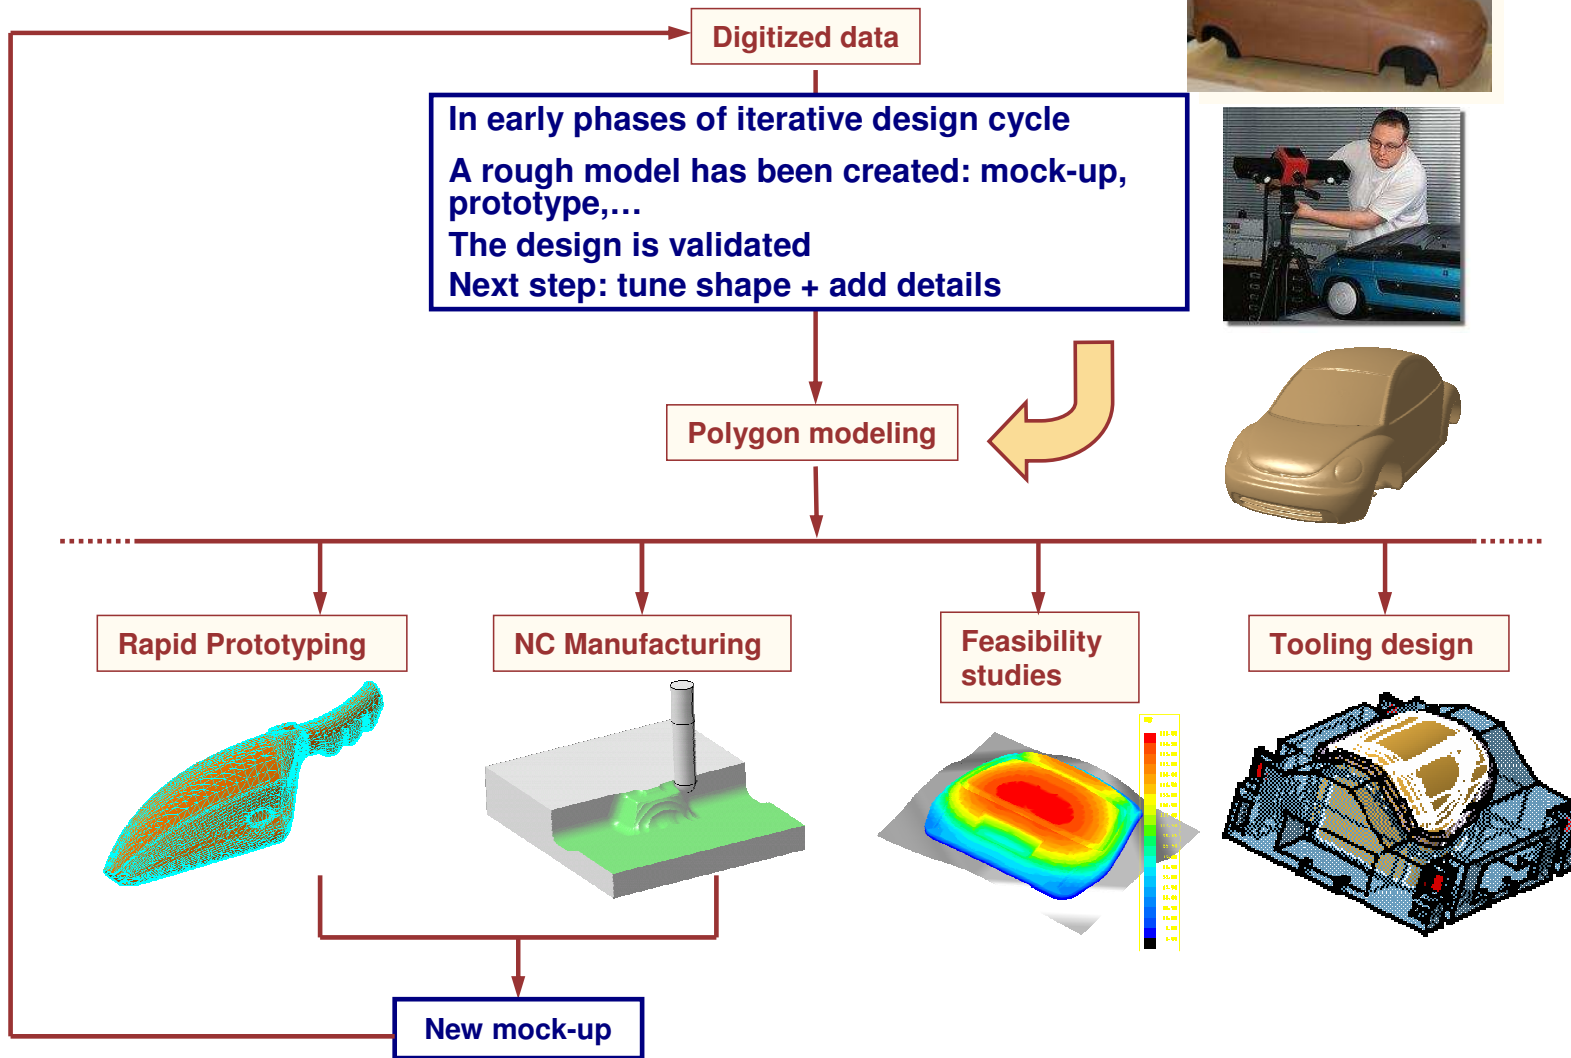 Digitized data
In early phases of iterative design cycle
A rough model has been created: mock-up,
prototype,...
The design is validated
Next step: tune shape + add details
Polygon modeling
Rapid Prototyping
NC Manufacturing
Feasibility
studies
Tooling design
New mock-up